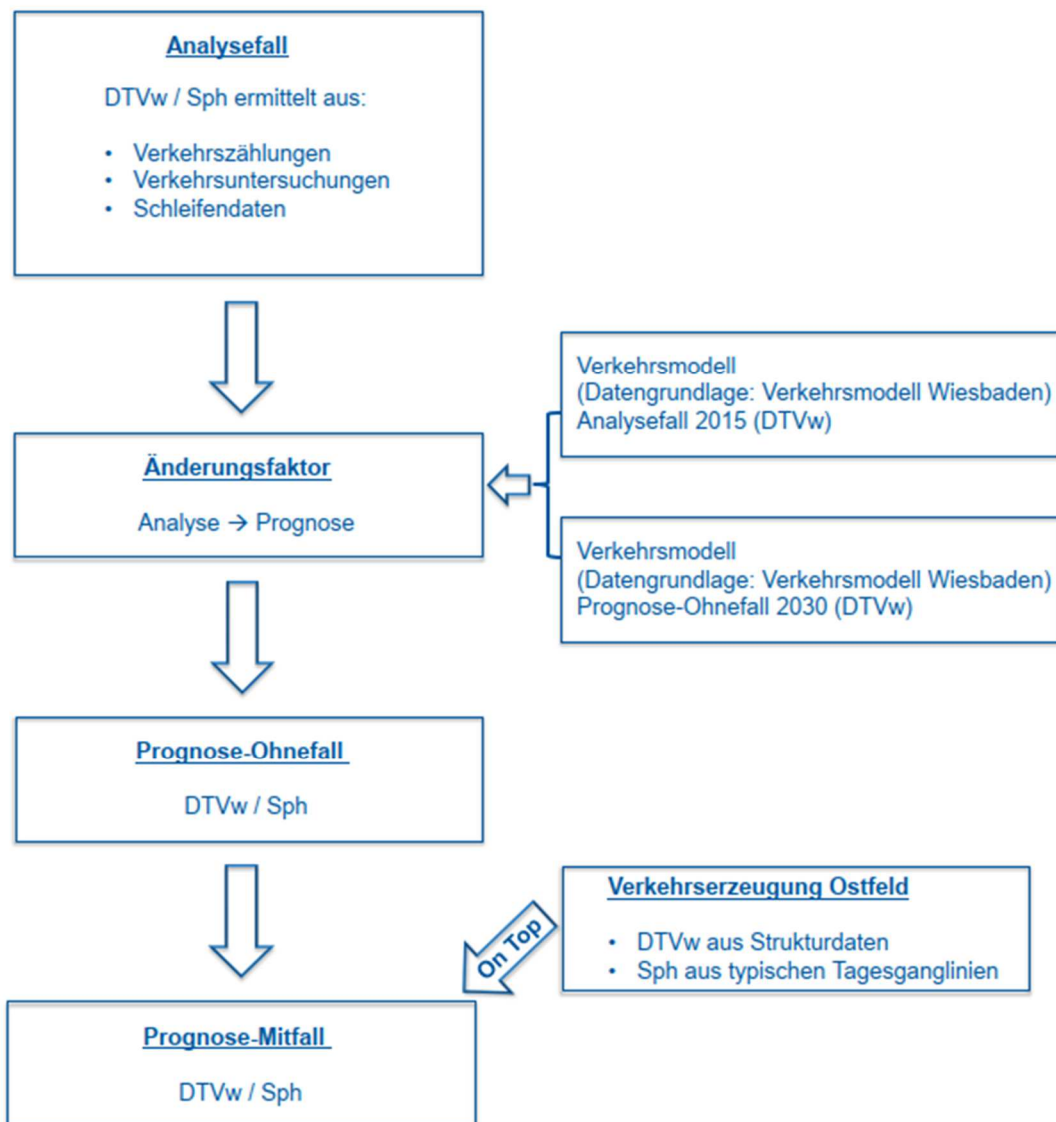 Analysefall
DTVw / Sph ermittelt aus:
• Verkehrszählungen
• Verkehrsuntersuchungen
• Schleifendaten
Verkehrsmodell
(Datengrundlage: Verkehrsmodell Wiesbaden)
Analysefall 2015 (DTVw)
Änderungsfaktor
Analyse → Prognose
Verkehrsmodell
(Datengrundlage: Verkehrsmodell Wiesbaden)
Prognose-Ohnefall 2030 (DTVw)
Prognose-Ohnefall
DTVw / Sph
Verkehrserzeugung Ostfeld
• DTVw aus Strukturdaten
• Sph aus typischen Tagesganglinien
On Top
Prognose-Mitfall
DTVw / Sph